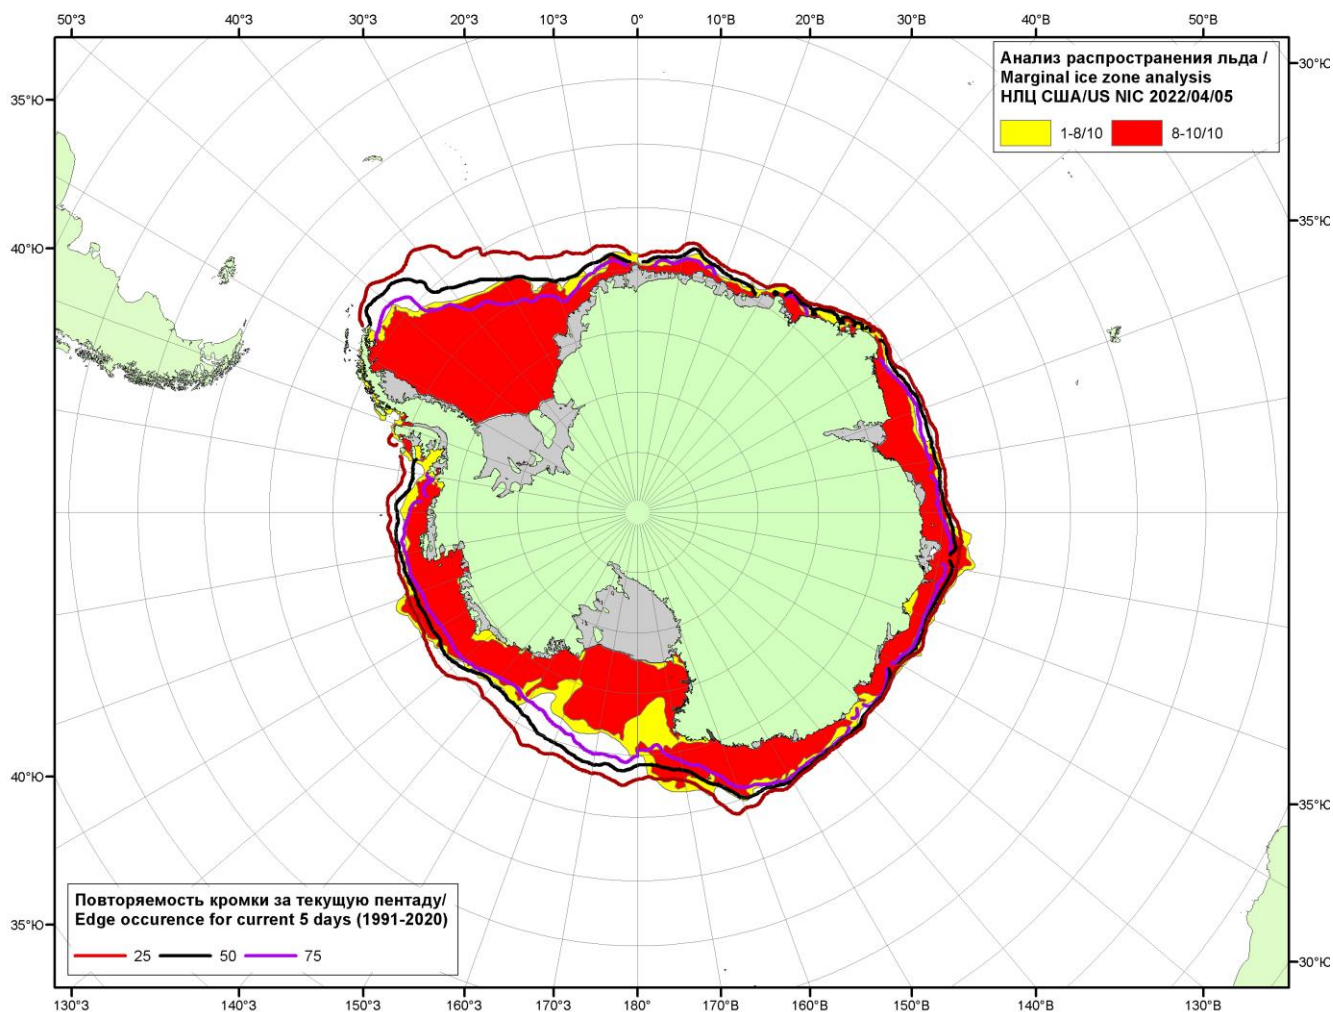 50°З 40°З 30°З 20°З 10°З 0° 10°В 20°В 30°В 40°В 50°В
Анализ распространения льда /
Marginal ice zone analysis
НЛЦ США/US NIC 2022/04/05
1-8/10 8-10/10
30°Ю
35°Ю
35°Ю
40°Ю
40°Ю
35°Ю
Повторяемость кромки за текущую пентаду/
Edge occurence for current 5 days (1991-2020)
25 50 75
35°Ю
30°Ю
130°З 140°З 150°З 160°З 170°З 180° 170°В 160°В 150°В 140°В 130°В